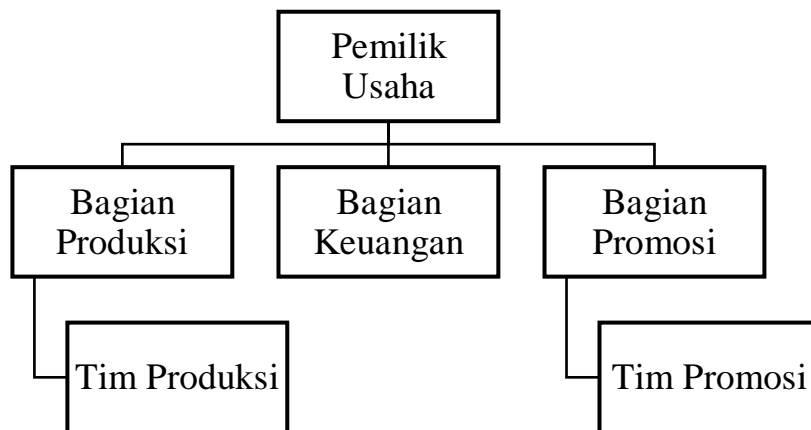 Pemilik
Usaha
Bagian
Produksi
Bagian
Keuangan
Bagian
Promosi
Tim Produksi
Tim Promosi